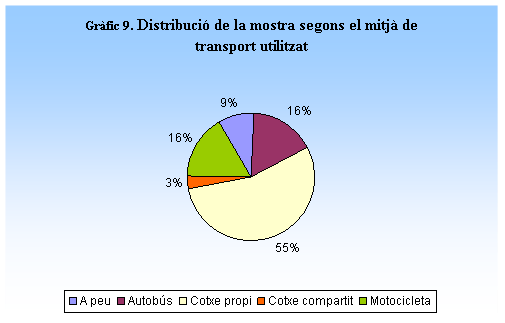 Gràfic 9. Distribució de la mostra segons el mitjà de
transport utilitzat
9%
16%
16%
3%
55%
A peu Autobús Cotxe propi Cotxe compartit Motocicleta